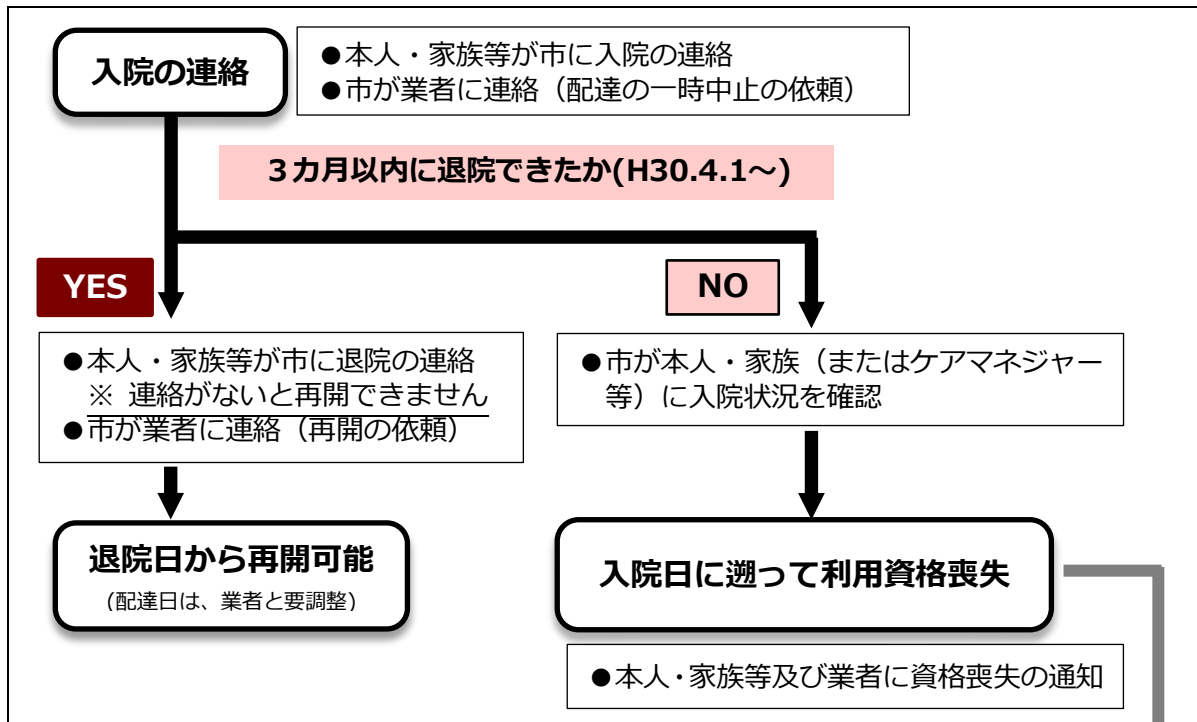 入院の連絡
●本人・家族等が市に入院の連絡
●市が業者に連絡（配達の一時中止の依頼）
３カ月以内に退院できたか(H30.4.1～)
YES
NO
●本人・家族等が市に退院の連絡
※ 連絡がないと再開できません
●市が業者に連絡（再開の依頼）
●市が本人・家族（またはケアマネジャー
等）に入院状況を確認
退院日から再開可能
(配達日は、業者と要調整)
入院日に遡って利用資格喪失
●本人・家族等及び業者に資格喪失の通知